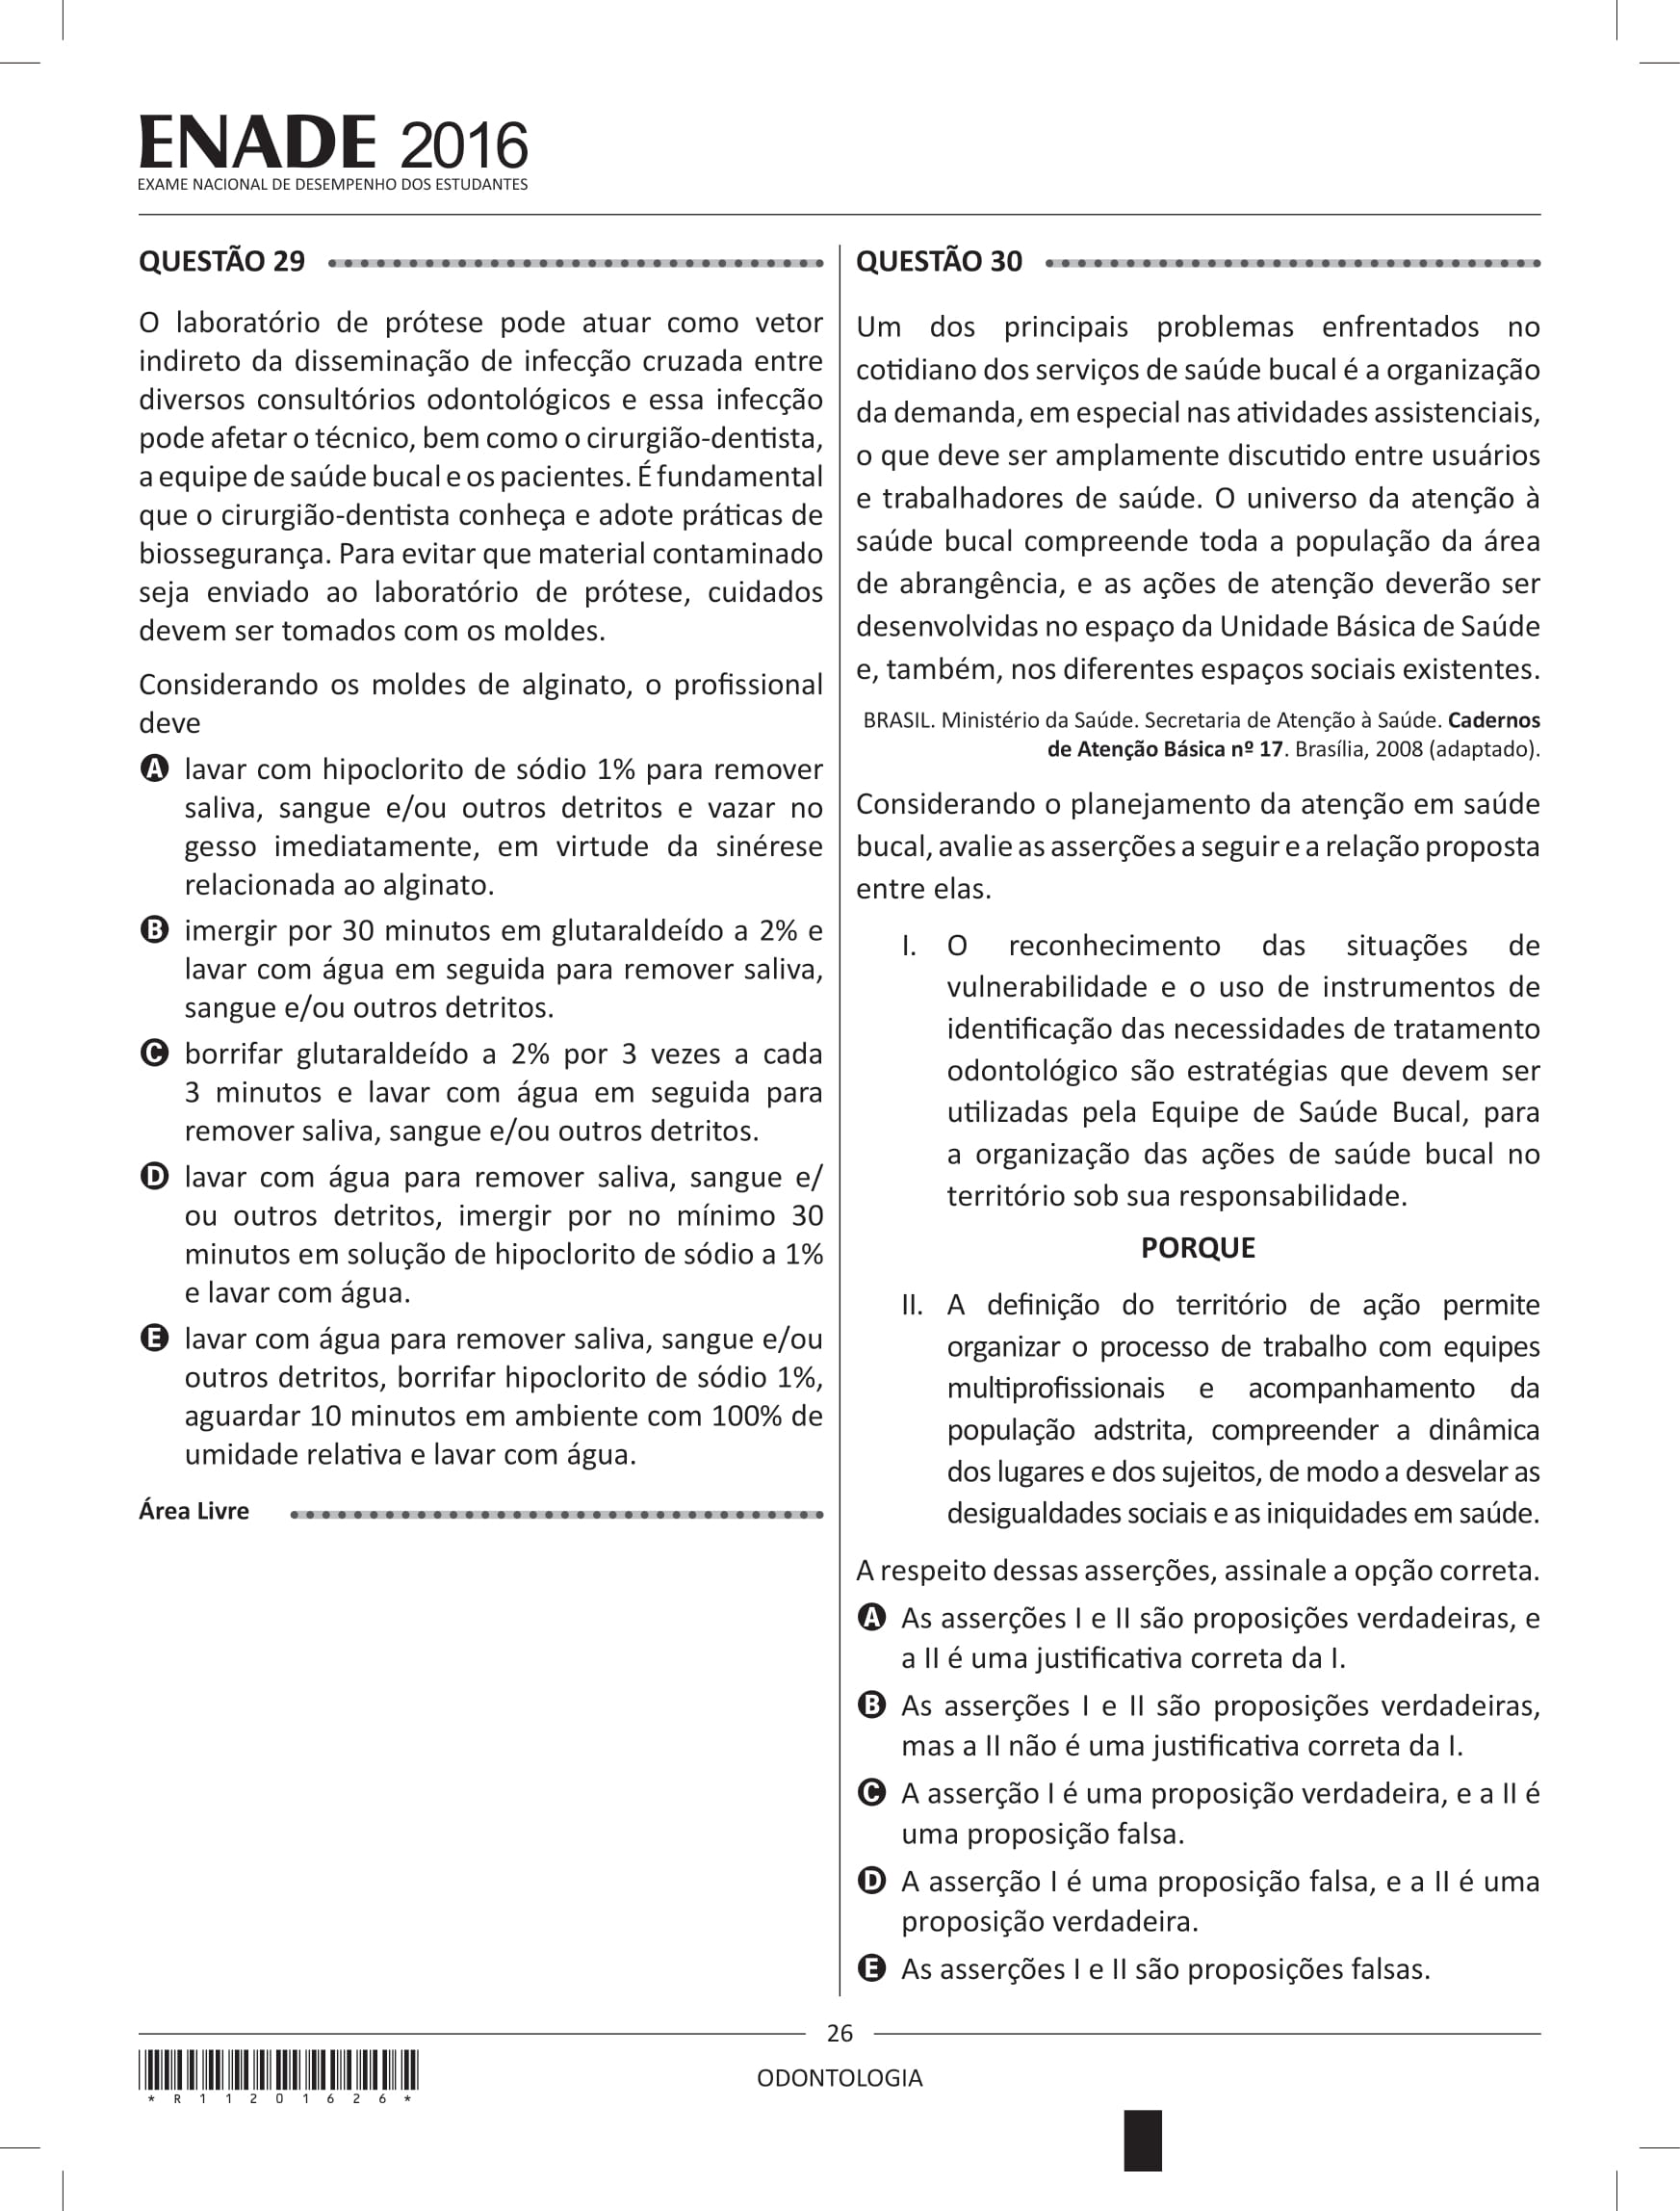 ENADE 2016
EXAME NACIONAL DE DESEMPENHO DOS ESTUDANTES
QUESTÃO 29
O laboratório de prótese pode atuar como vetor
indireto da disseminação de infecção cruzada entre
diversos consultórios odontológicos e essa infecção
pode afetar o técnico, bem como o cirurgião-dentista,
a equipe de saúde bucal e os pacientes. É fundamental
que o cirurgião-dentista conheça e adote práticas de
biossegurança. Para evitar que material contaminado
seja enviado ao laboratório de prótese, cuidados
devem ser tomados com os moldes.
Considerando os moldes de alginato, o profissional
deve
A lavar com hipoclorito de sódio 1% para remover
saliva, sangue e/ou outros detritos e vazar no
gesso imediatamente, em virtude da sinérese
relacionada ao alginato.
B imergir por 30 minutos em glutaraldeído a 2% e
lavar com água em seguida para remover saliva,
sangue e/ou outros detritos.
C borrifar glutaraldeído a 2% por 3 vezes a cada
3 minutos e lavar com água em seguida para
remover saliva, sangue e/ou outros detritos.
D lavar com água para remover saliva, sangue e/
ou outros detritos, imergir por no mínimo 30
minutos em solução de hipoclorito de sódio a 1%
e lavar com água.
E lavar com água para remover saliva, sangue e/ou
outros detritos, borrifar hipoclorito de sódio 1%,
aguardar 10 minutos em ambiente com 100% de
umidade relativa e lavar com água.
Área Livre
QUESTÃO 30
Um dos principais problemas enfrentados no
cotidiano dos serviços de saúde bucal é a organização
da demanda, em especial nas atividades assistenciais,
o que deve ser amplamente discutido entre usuários
e trabalhadores de saúde. O universo da atenção à
saúde bucal compreende toda a população da área
de abrangência, e as ações de atenção deverão ser
desenvolvidas no espaço da Unidade Básica de Saúde
e, também, nos diferentes espaços sociais existentes.
BRASIL. Ministério da Saúde. Secretaria de Atenção à Saúde. Cadernos
de Atenção Básica nº 17. Brasília, 2008 (adaptado).
Considerando o planejamento da atenção em saúde
bucal, avalie as asserções a seguir e a relação proposta
entre elas.
I. O reconhecimento das situações de
vulnerabilidade e o uso de instrumentos de
identificação das necessidades de tratamento
odontológico são estratégias que devem ser
utilizadas pela Equipe de Saúde Bucal, para
a organização das ações de saúde bucal no
território sob sua responsabilidade.
PORQUE
II. A definição do território de ação permite
organizar o processo de trabalho com equipes
multiprofissionais e acompanhamento da
população adstrita, compreender a dinâmica
dos lugares e dos sujeitos, de modo a desvelar as
desigualdades sociais e as iniquidades em saúde.
A respeito dessas asserções, assinale a opção correta.
A As asserções I e II são proposições verdadeiras, e
a II é uma justificativa correta da I.
B As asserções I e II são proposições verdadeiras,
mas a II não é uma justificativa correta da I.
C A asserção I é uma proposição verdadeira, e a II é
uma proposição falsa.
D A asserção I é uma proposição falsa, e a II é uma
proposição verdadeira.
E As asserções I e II são proposições falsas.
26
ODONTOLOGIA
* R 1 1 2 0 1 6 2 6 *